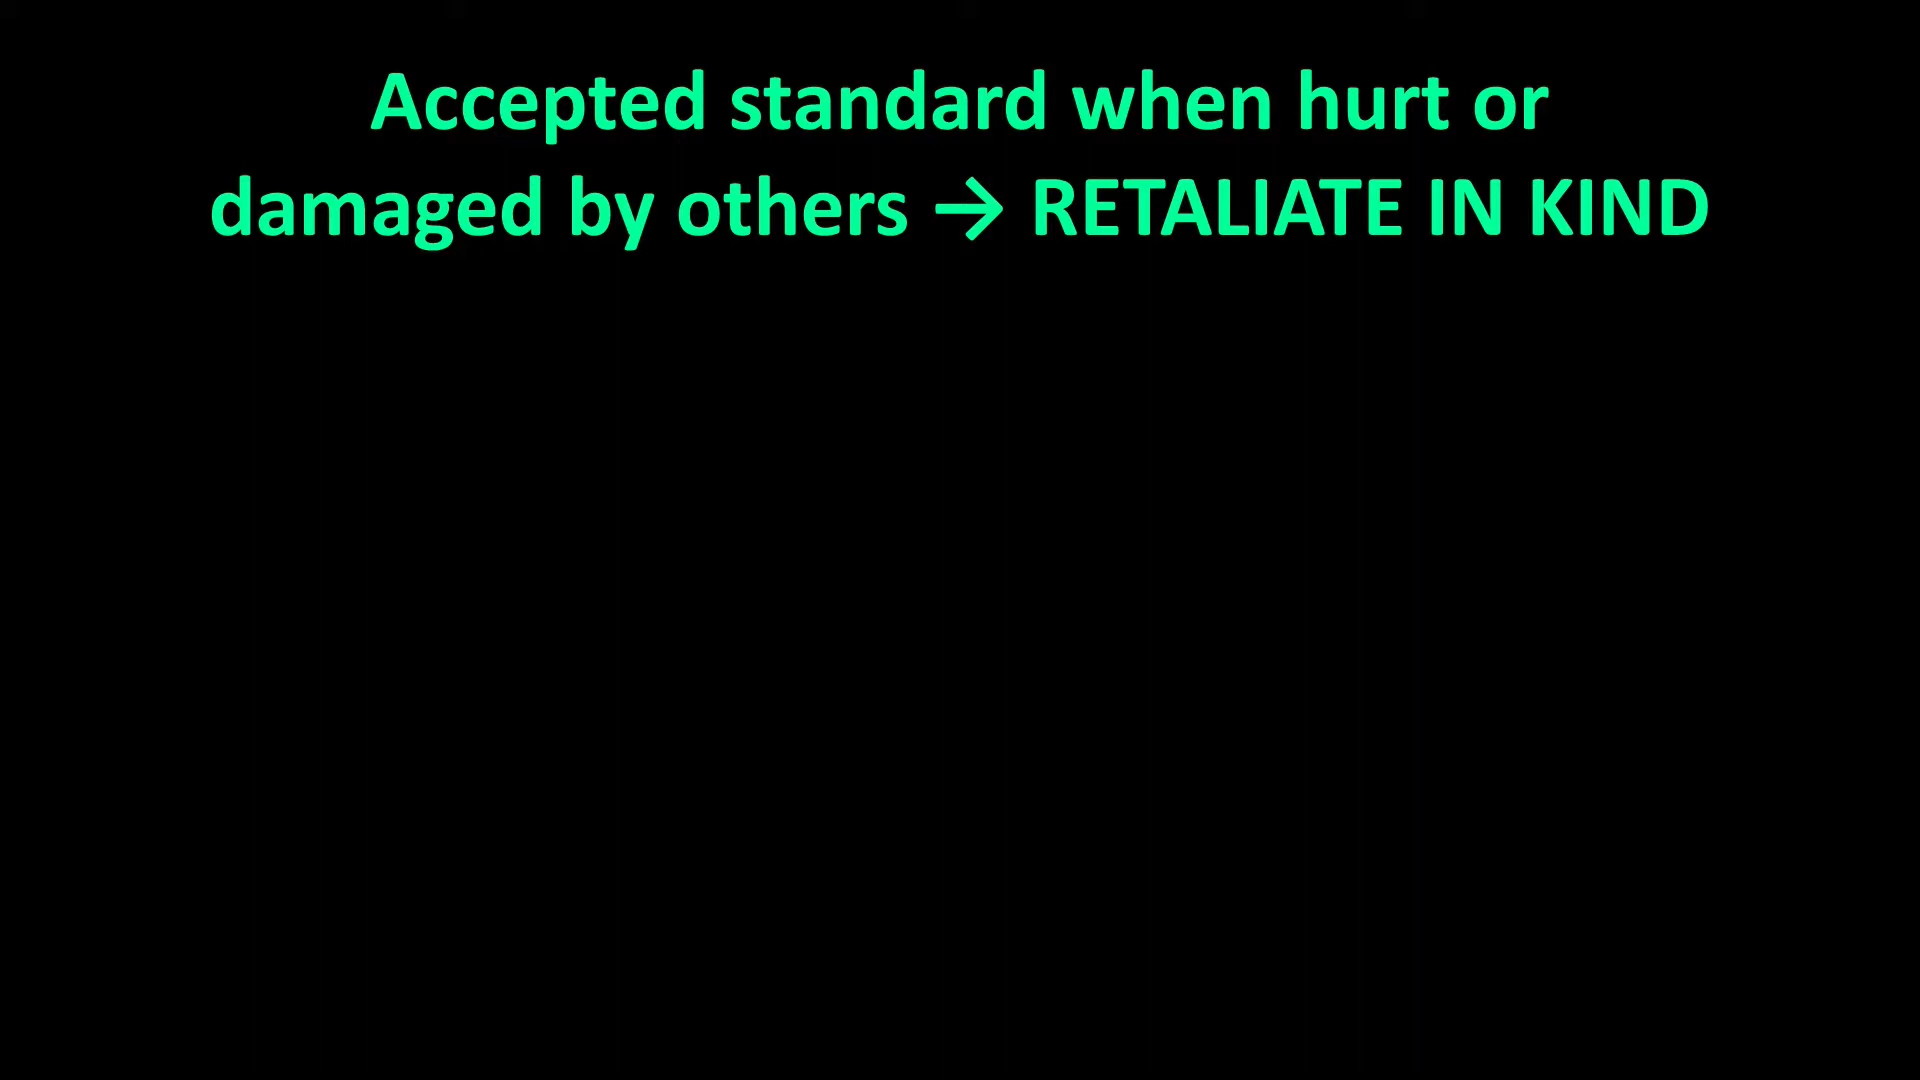 Accepted standard when hurt or
damaged by others → RETALIATE IN KIND